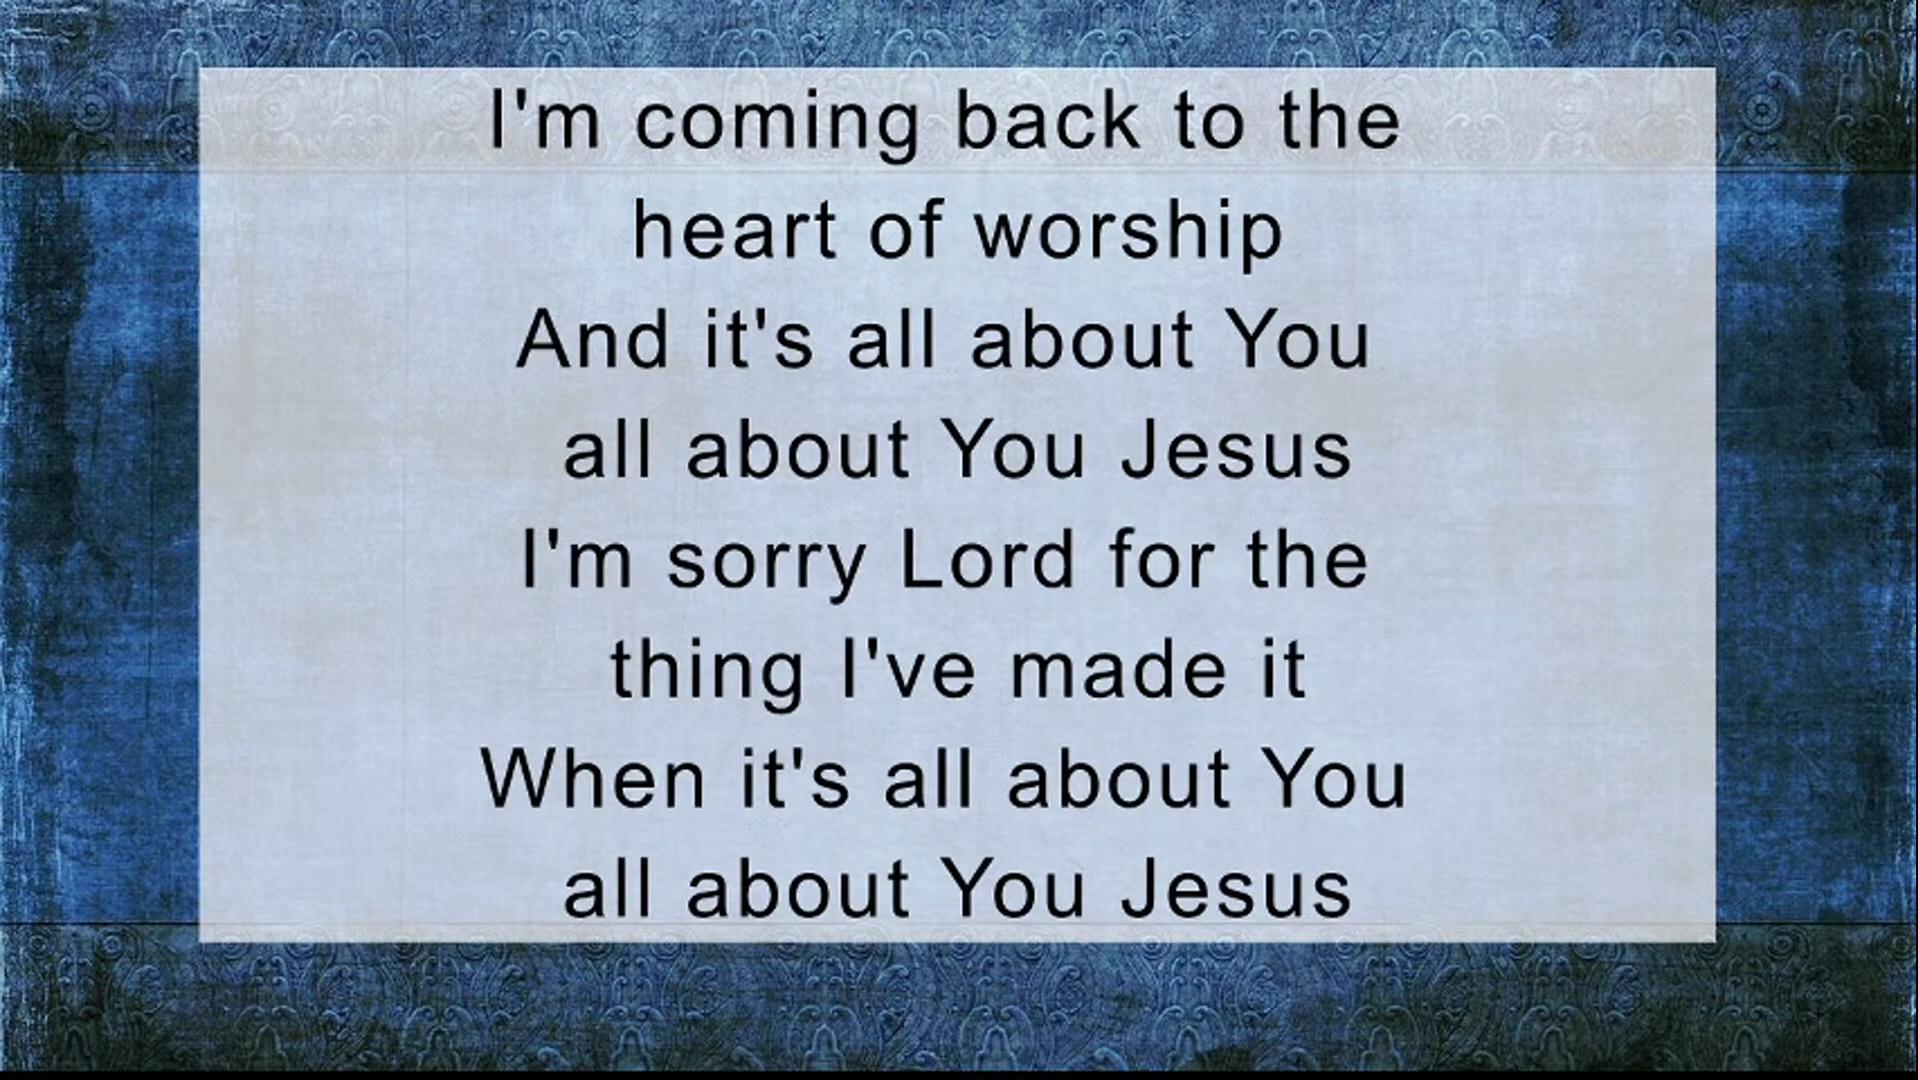 I'm coming back to the
heart of worship
And it's all about You
all about You Jesus
I'm sorry Lord for the
thing I've made it
When it's all about You
all about You Jesus